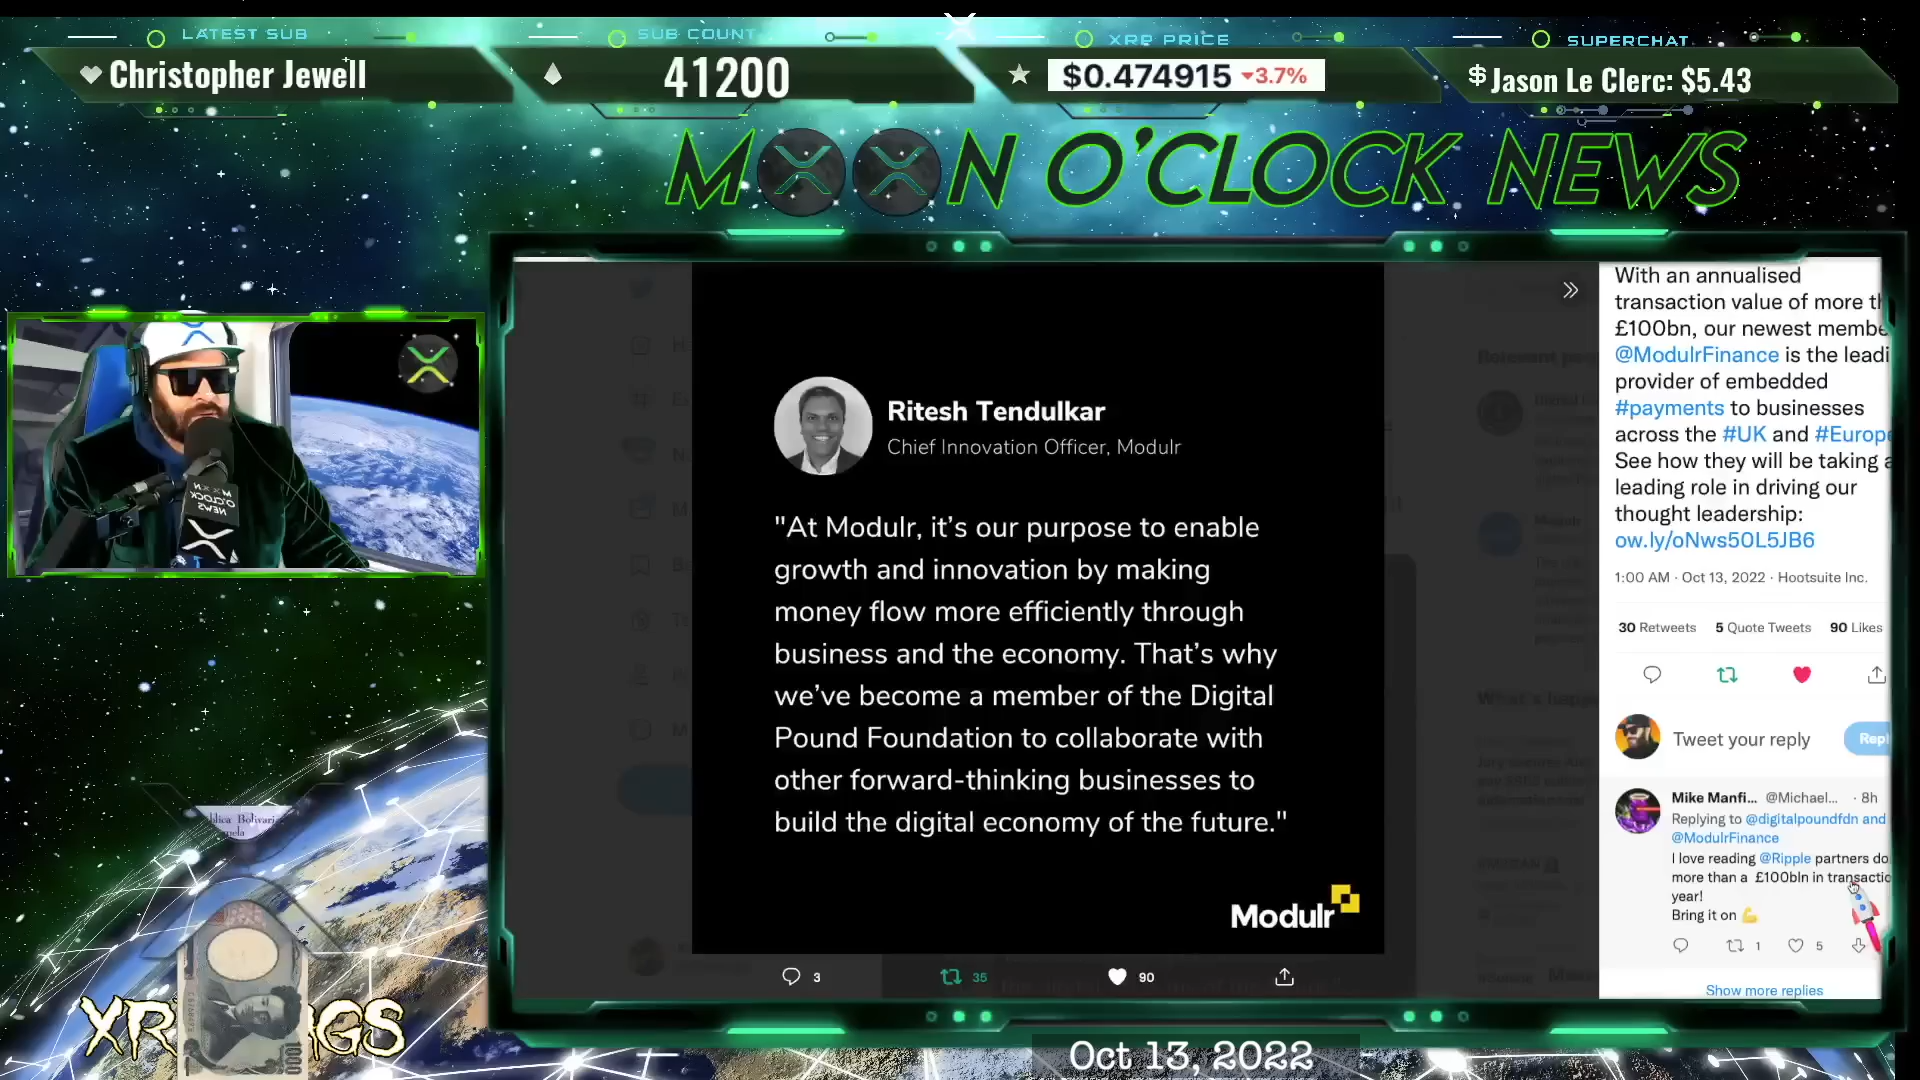 LATEST SUB
Christopher Jewell
SUB COUNT
41200
XRP PRICE
$0.474915 3.7%
SUPERCHAT
$ Jason Le Clerc: $5.43
MOON O'CLOCK NEWS
Ritesh Tendulkar
Chief Innovation Officer, Modulr
"At Modulr, it's our purpose to enable
growth and innovation by making
money flow more efficiently through
business and the economy. That's why
we've become a member of the Digital
Pound Foundation to collaborate with
other forward-thinking businesses to
build the digital economy of the future."
Modulr
3
35
90
With an annualised
transaction value of more th
£100bn, our newest membe
@ModulrFinance is the leadi
provider of embedded
#payments to businesses
across the #UK and #Europe
See how they will be taking a
leading role in driving our
thought leadership:
ow.ly/oNws50L5JB6
1:00 AM · Oct 13, 2022 · Hootsuite Inc.
30 Retweets 5 Quote Tweets 90 Likes
Tweet your reply
Repl
Mike Manfi... @Michael... · 8h
Replying to @digitalpoundfdn and
@ModulrFinance
I love reading @Ripple partners do
more than a £100bln in transactio
year!
Bring it on
1
5
Show more replies
MOON
O'CLOCK
NEWS
1000
Oct 13, 2022